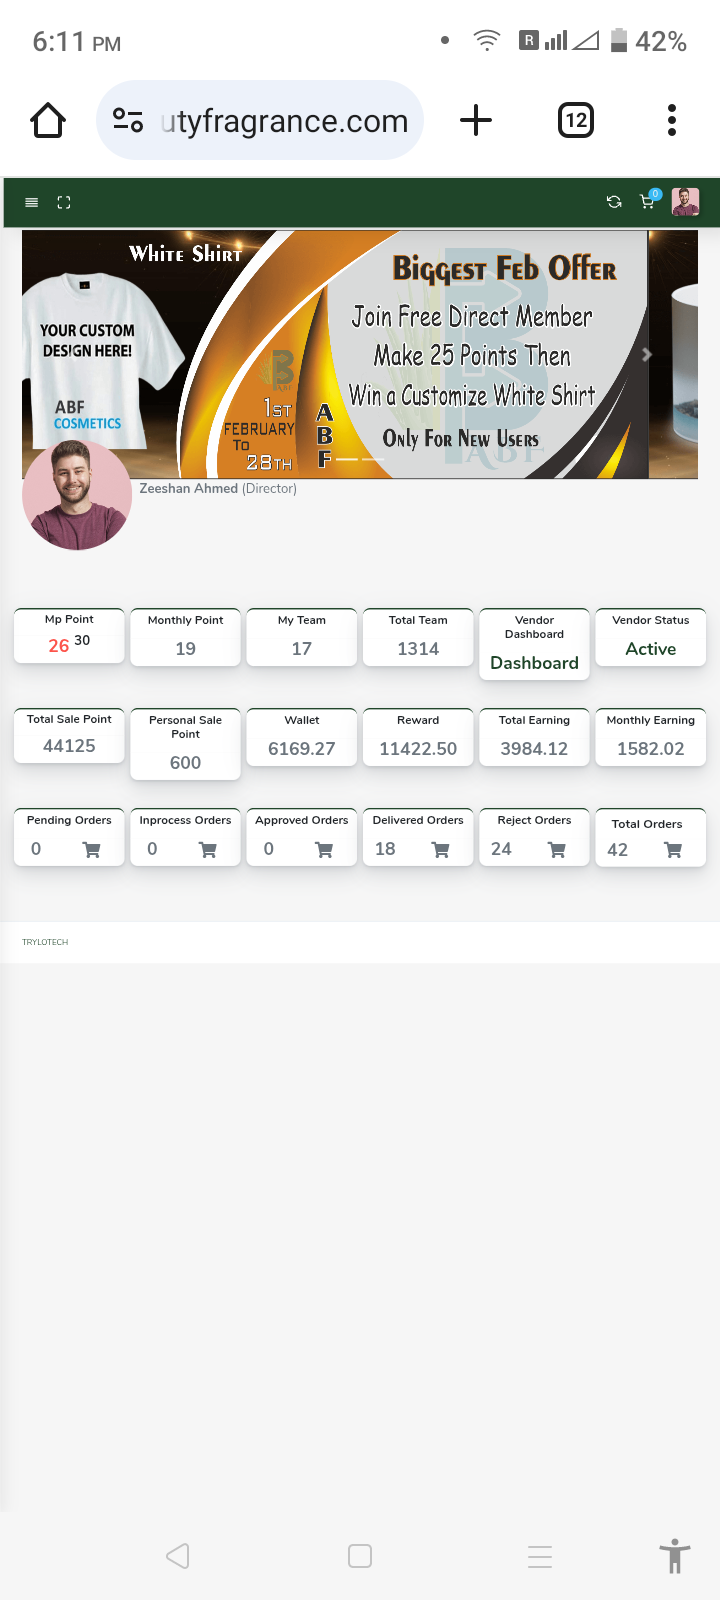 6:11 PM
R
42%
utyfragrance.com
12
0
White Shirt
YOUR CUSTOM
DESIGN HERE!
ABF
COSMETICS
1st
February
To
28th
A
B
F
Biggest Feb Offer
Join Free Direct Member
Make 25 Points Then
Win a Customize White Shirt
Only For New Users
ABF
Zeeshan Ahmed (Director)
Mp Point
26 30
Monthly Point
19
My Team
17
Total Team
1314
Vendor
Dashboard
Dashboard
Vendor Status
Active
Total Sale Point
44125
Personal Sale
Point
600
Wallet
6169.27
Reward
11422.50
Total Earning
3984.12
Monthly Earning
1582.02
Pending Orders
0
Inprocess Orders
0
Approved Orders
0
Delivered Orders
18
Reject Orders
24
Total Orders
42
TRYLOTECH